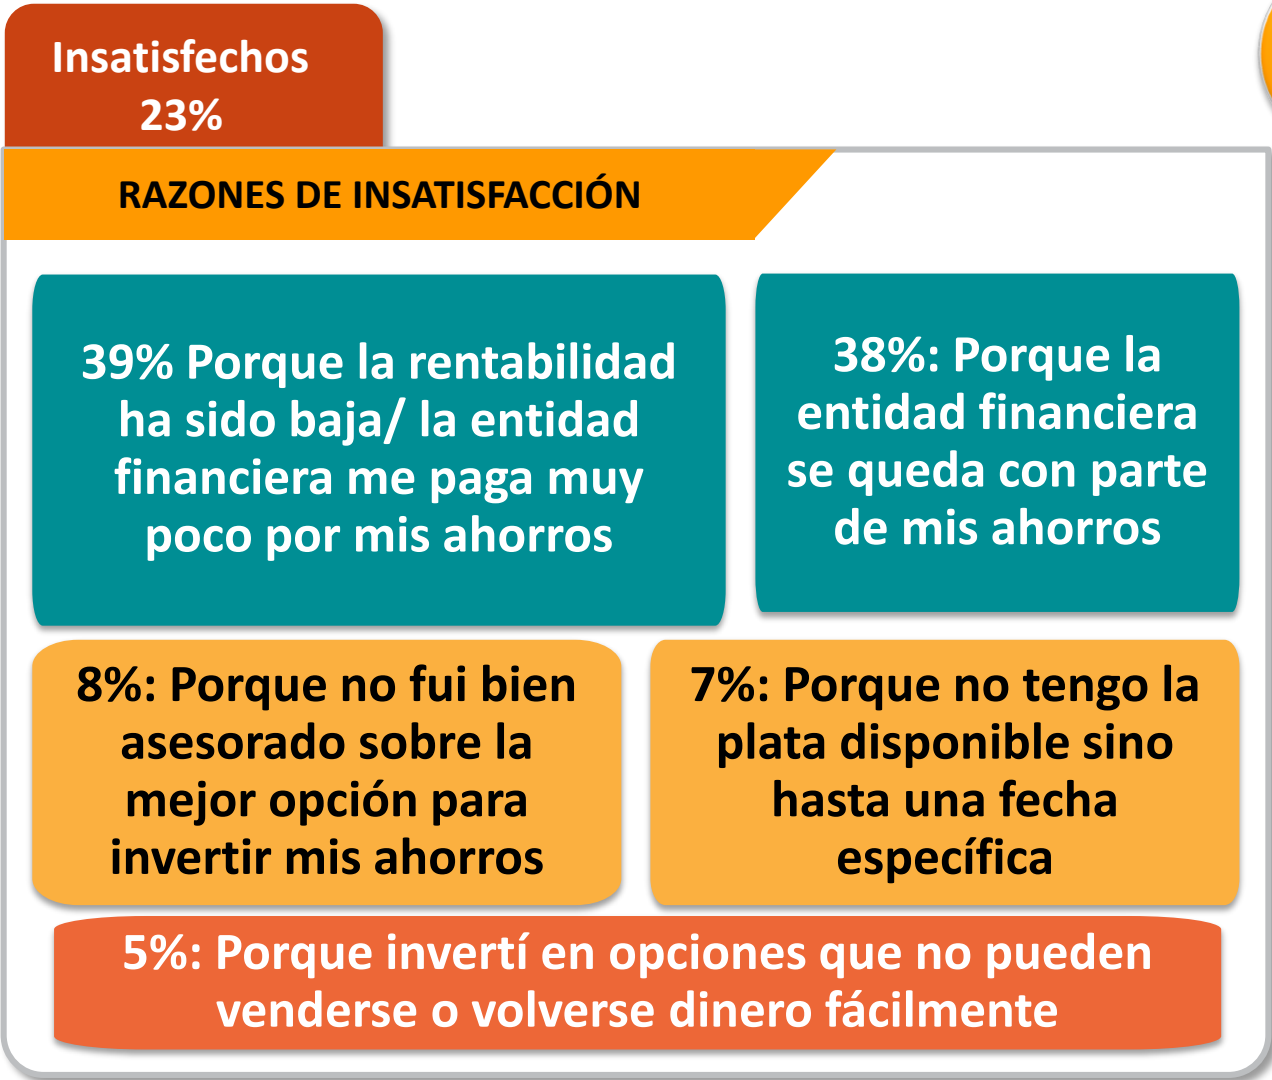 Insatisfechos
23%
RAZONES DE INSATISFACCIÓN
39% Porque la rentabilidad
ha sido baja/ la entidad
financiera me paga muy
poco por mis ahorros
38%: Porque la
entidad financiera
se queda con parte
de mis ahorros
8%: Porque no fui bien
asesorado sobre la
mejor opción para
invertir mis ahorros
7%: Porque no tengo la
plata disponible sino
hasta una fecha
específica
5%: Porque invertí en opciones que no pueden
venderse o volverse dinero fácilmente